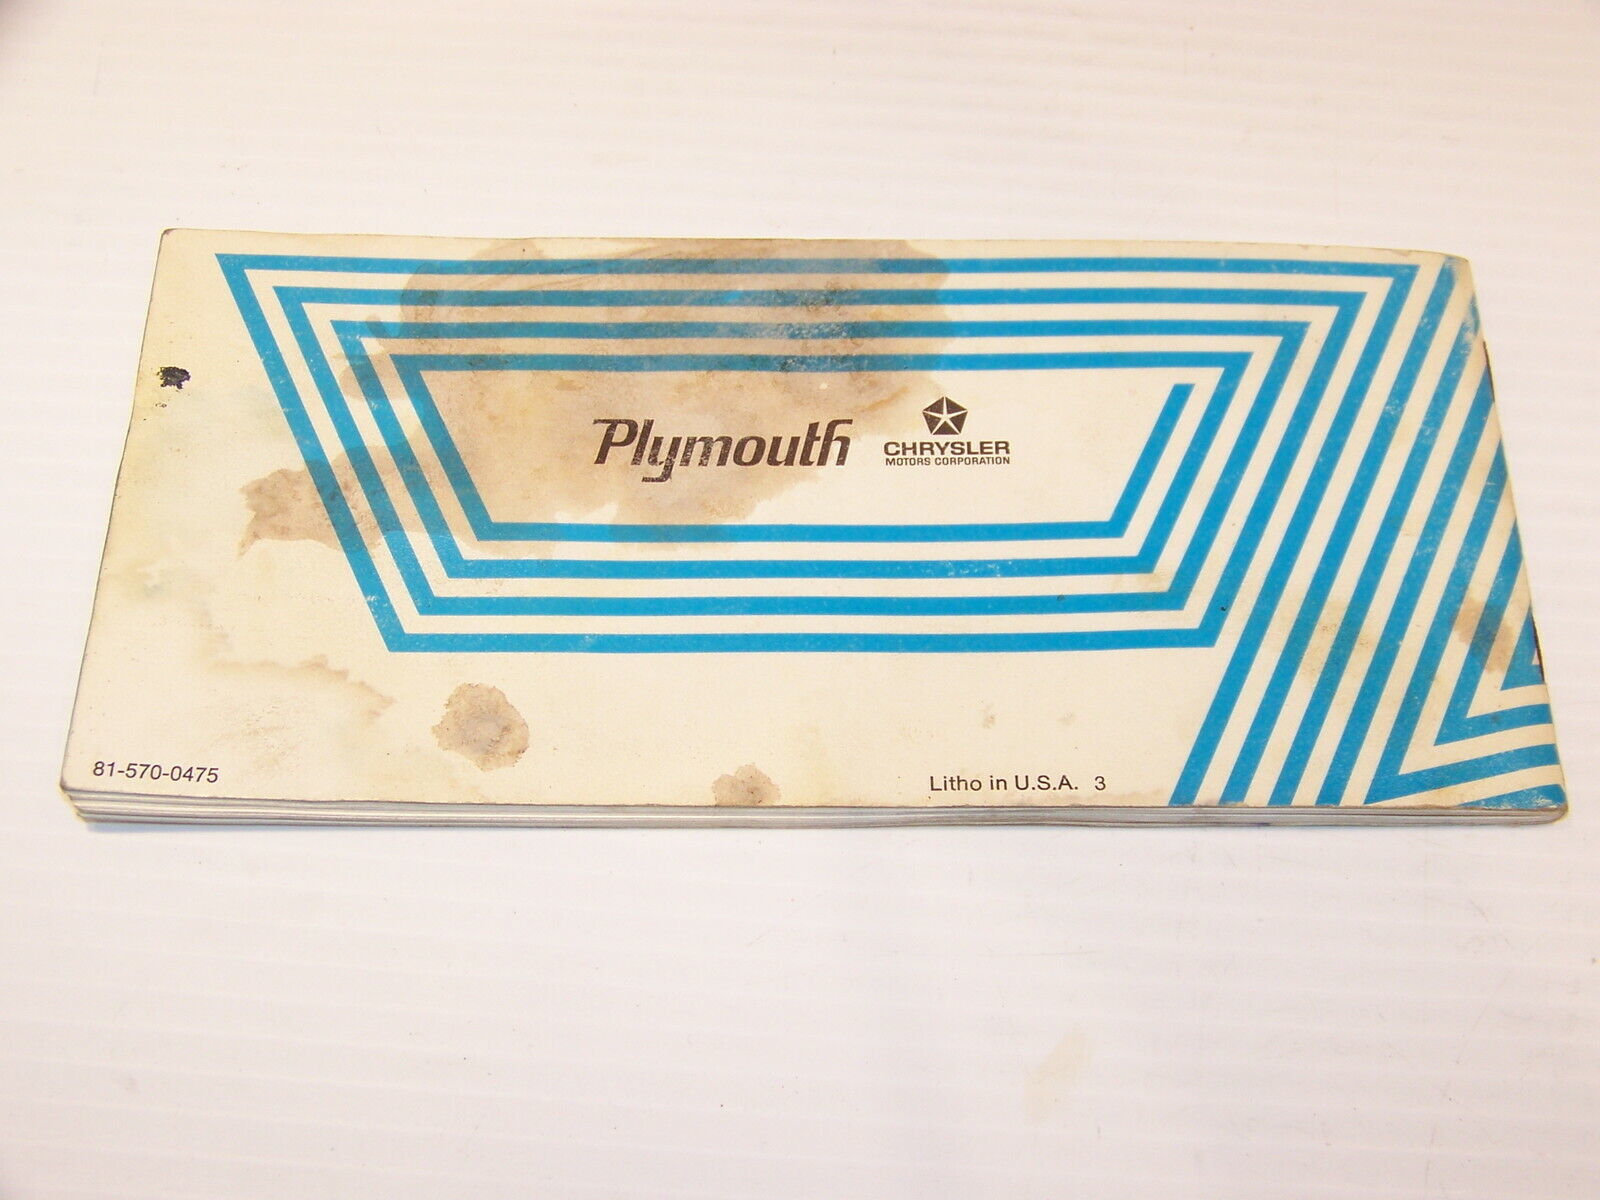 Plymouth
CHRYSLER
MOTORS CORPORATION
81-570-0475
Litho in U.S.A. 3